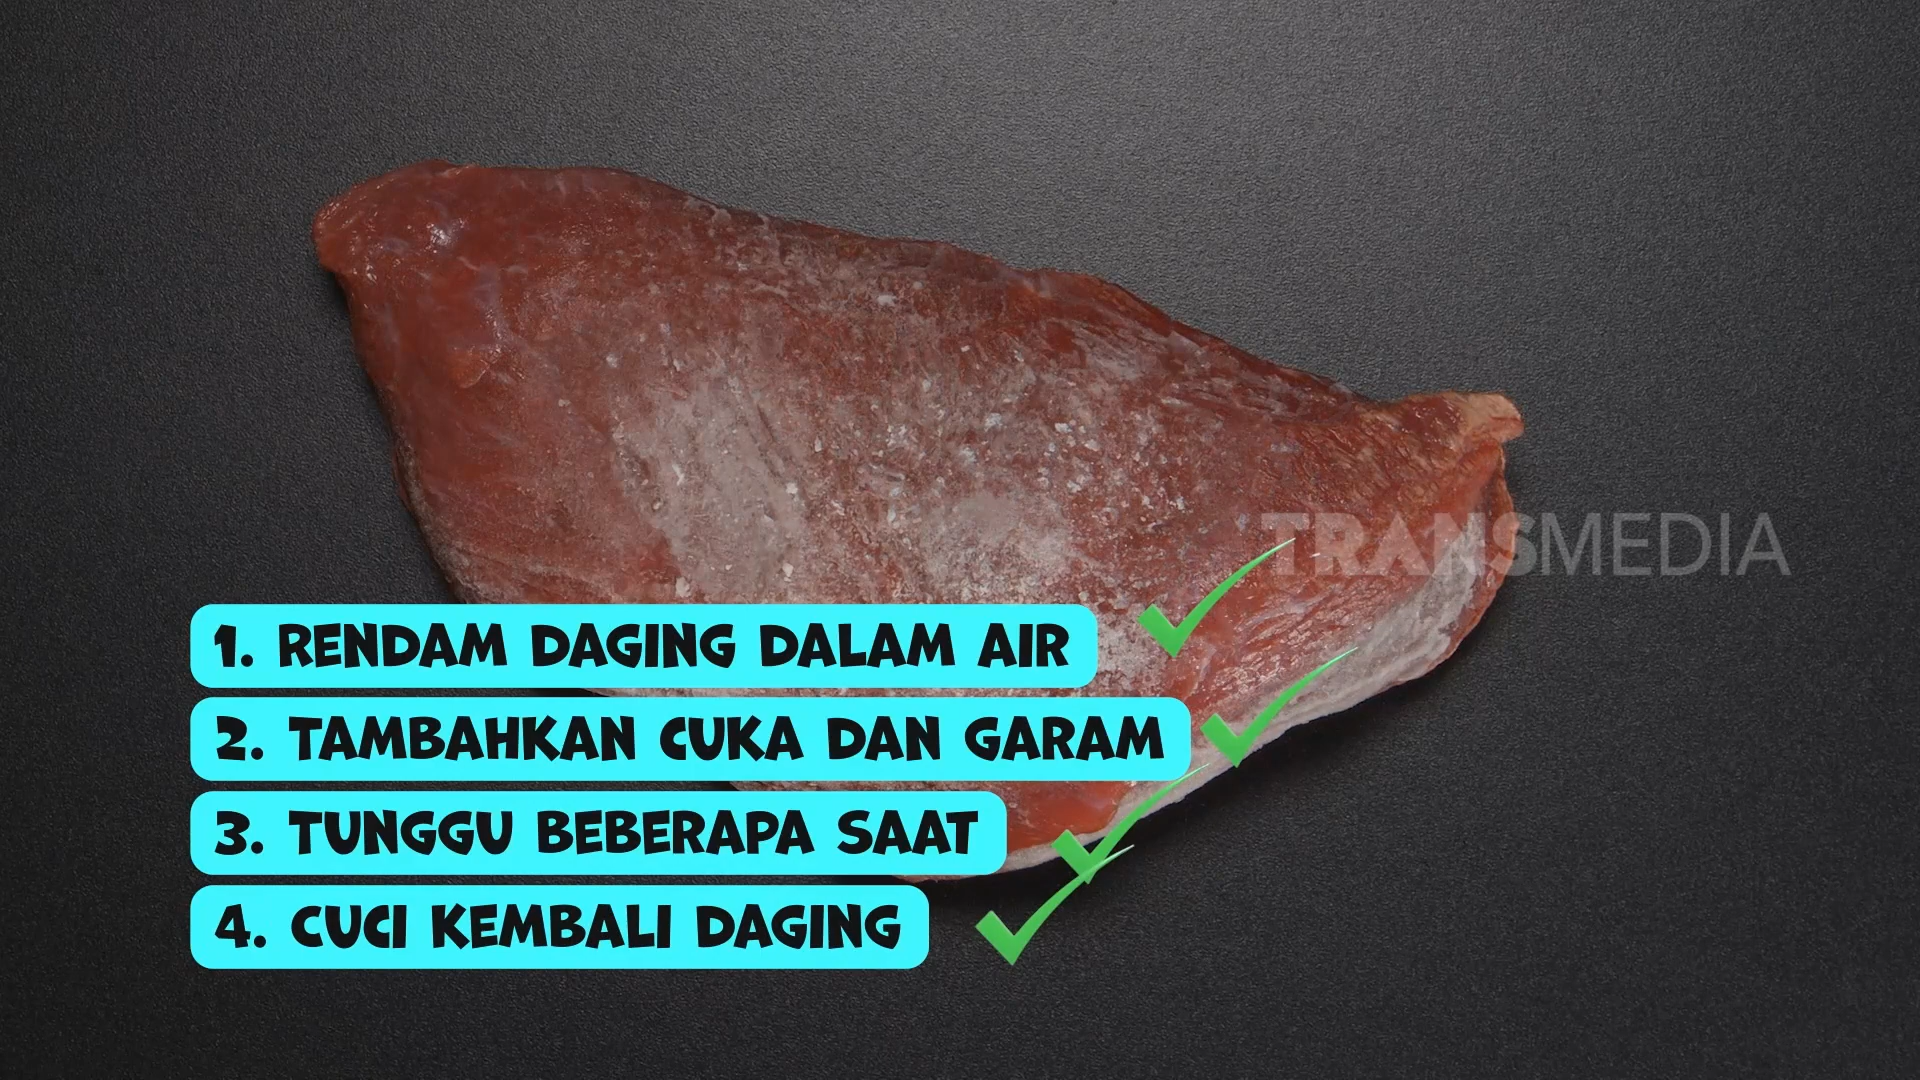 TRANSMEDIA
1. RENDAM DAGING DALAM AIR
2. TAMBAHKAN CUKA DAN GARAM
3. TUNGGU BEBERAPA SAAT
4. CUCI KEMBALI DAGING